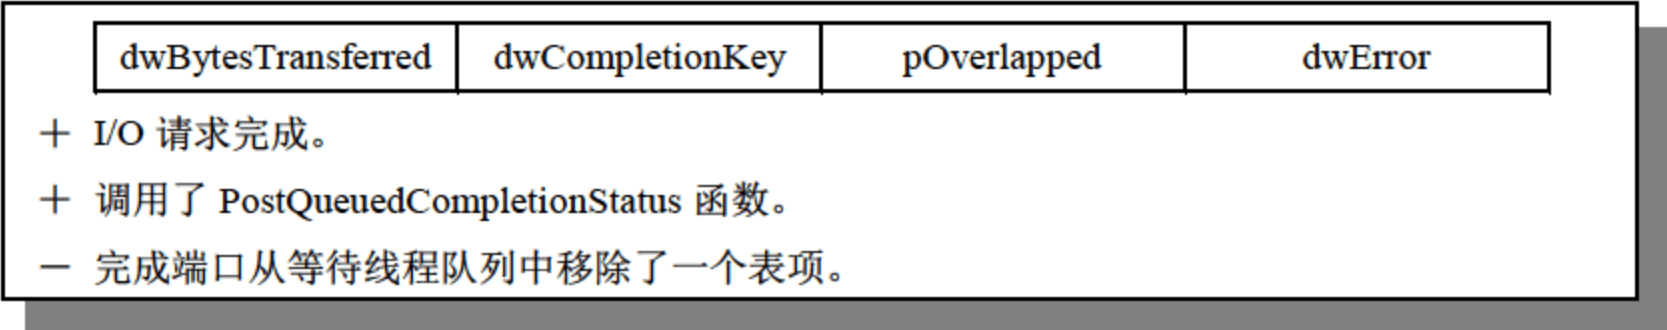 dwBytesTransferred dwCompletionKey pOverlapped dwError
+ I/O 请求完成。
+ 调用了 PostQueuedCompletionStatus 函数。
− 完成端口从等待线程队列中移除了一个表项。